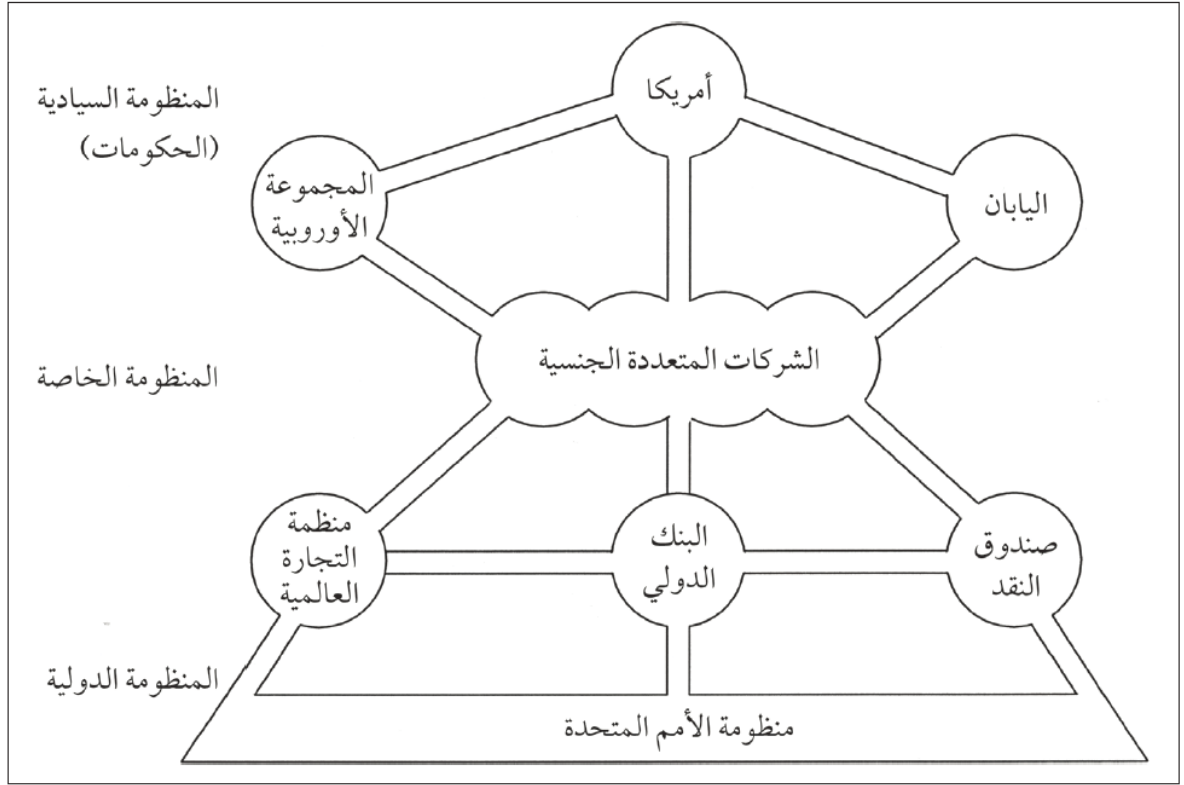 أمريكا
المنظومة السيادية
(الحكومات)
اليابان
المجموعة
الأوروبية
الشركات المتعددة الجنسية
المنظومة الخاصة
صندوق
النقد
البنك
الدولي
منظمة
التجارة
العالمية
المنظومة الدولية
منظومة الأمم المتحدة